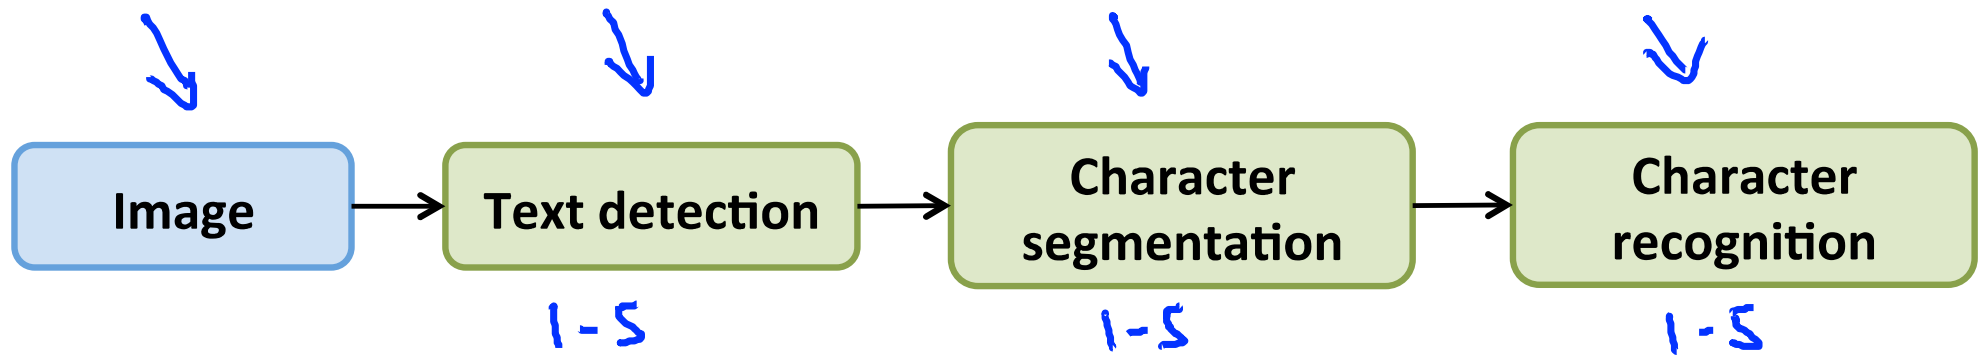 Image
Text detection
Character
segmentation
Character
recognition
1-5
1-5
1-5